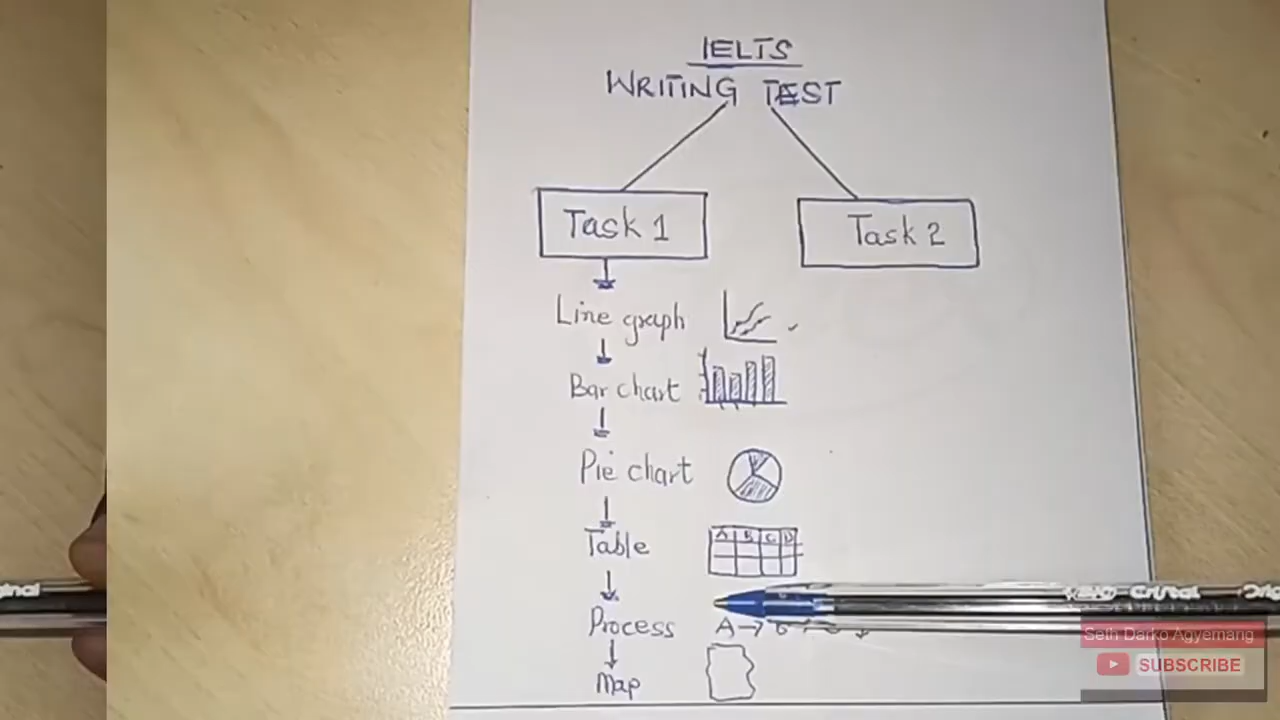 IELTS
WRITING TEST
Task 1
Task 2
Line graph
Bar chart
Pie chart
Table
A B C D
Process
A →
Map
Cristal
Seth Darko Agyemang
SUBSCRIBE